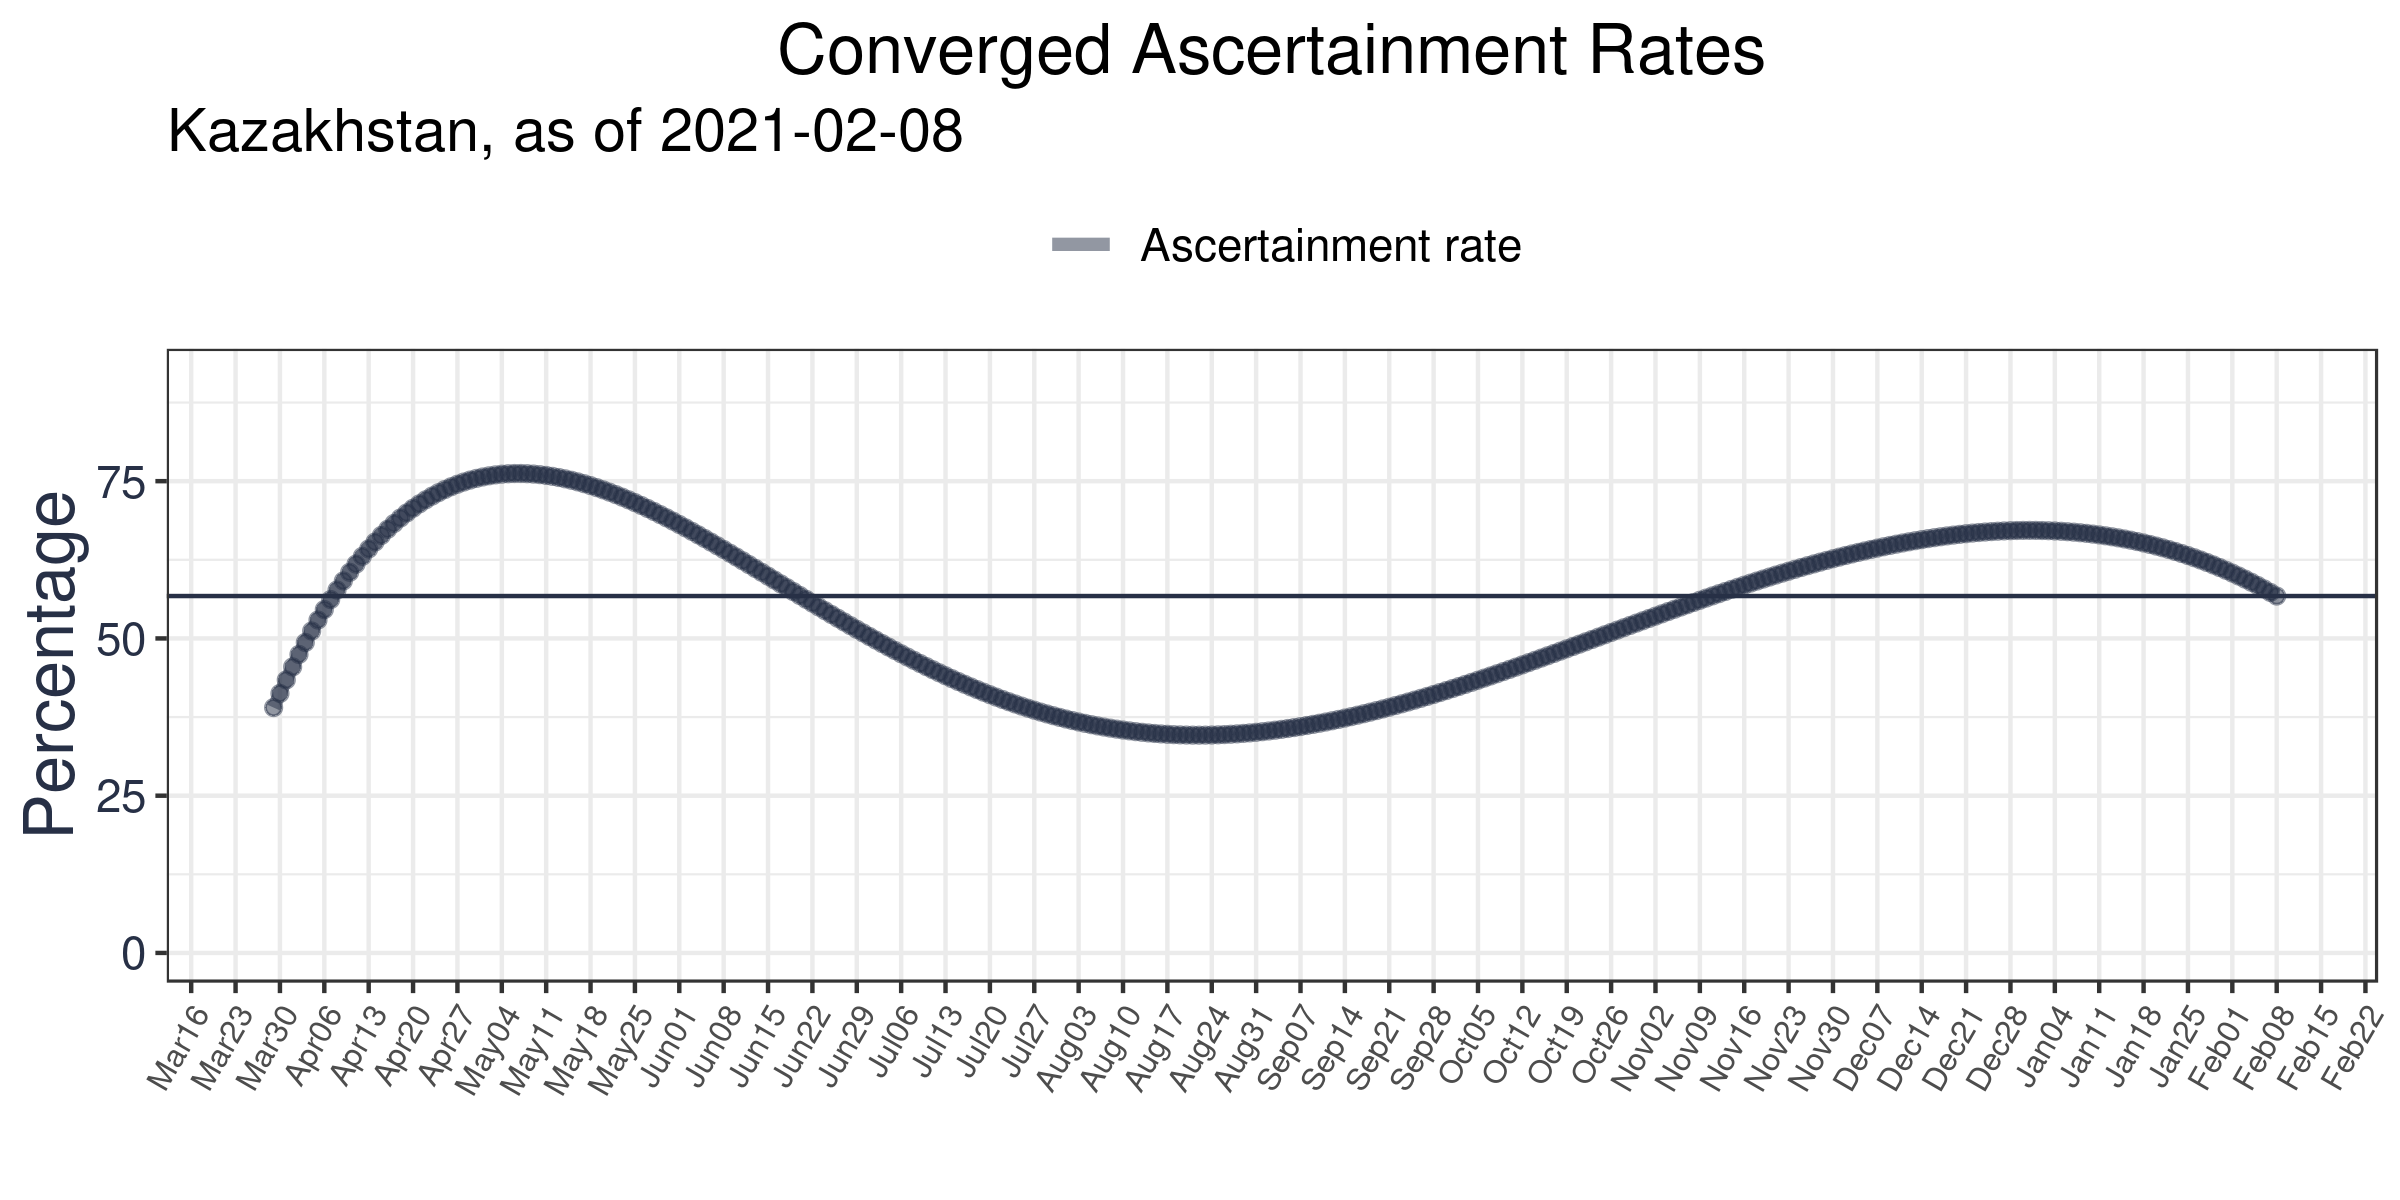 Converged Ascertainment Rates
Kazakhstan, as of 2021-02-08
Ascertainment rate
Percentage
75
50
25
0
Mar16 Mar23 Mar30 Apr06 Apr13 Apr20 Apr27 May04 May11 May18 May25 Jun01 Jun08 Jun15 Jun22 Jun29 Jul06 Jul13 Jul20 Jul27 Aug03 Aug10 Aug17 Aug24 Aug31 Sep07 Sep14 Sep21 Sep28 Oct05 Oct12 Oct19 Oct26 Nov02 Nov09 Nov16 Nov23 Nov30 Dec07 Dec14 Dec21 Dec28 Jan04 Jan11 Jan18 Jan25 Feb01 Feb08 Feb15 Feb22